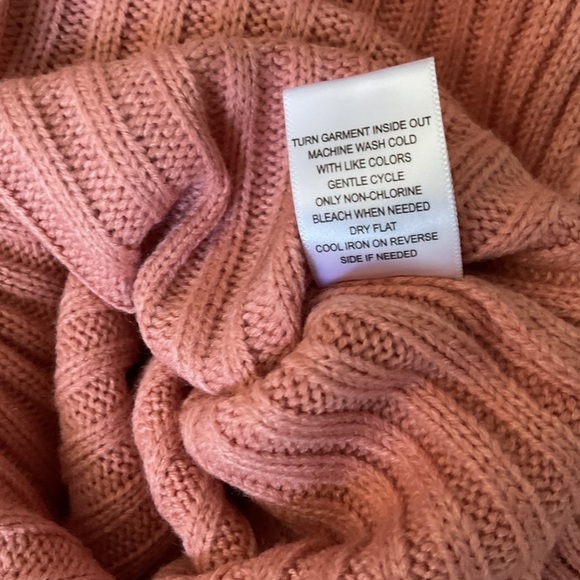 TURN GARMENT INSIDE OUT
MACHINE WASH COLD
WITH LIKE COLORS
GENTLE CYCLE
ONLY NON-CHLORINE
BLEACH WHEN NEEDED
DRY FLAT
COOL IRON ON REVERSE
SIDE IF NEEDED